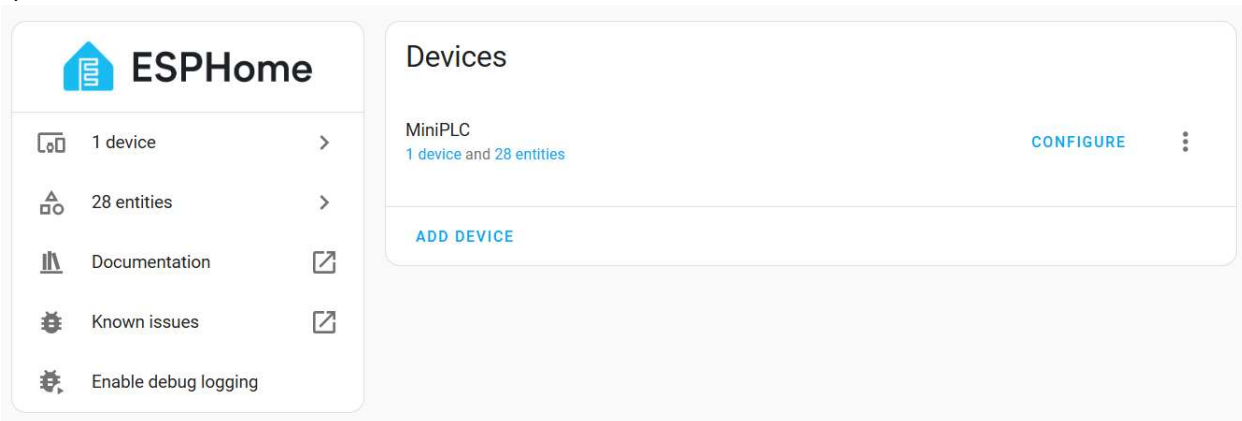 ESPHome
1 device
28 entities
Documentation
Known issues
Enable debug logging
Devices
MiniPLC
1 device and 28 entities
CONFIGURE
ADD DEVICE